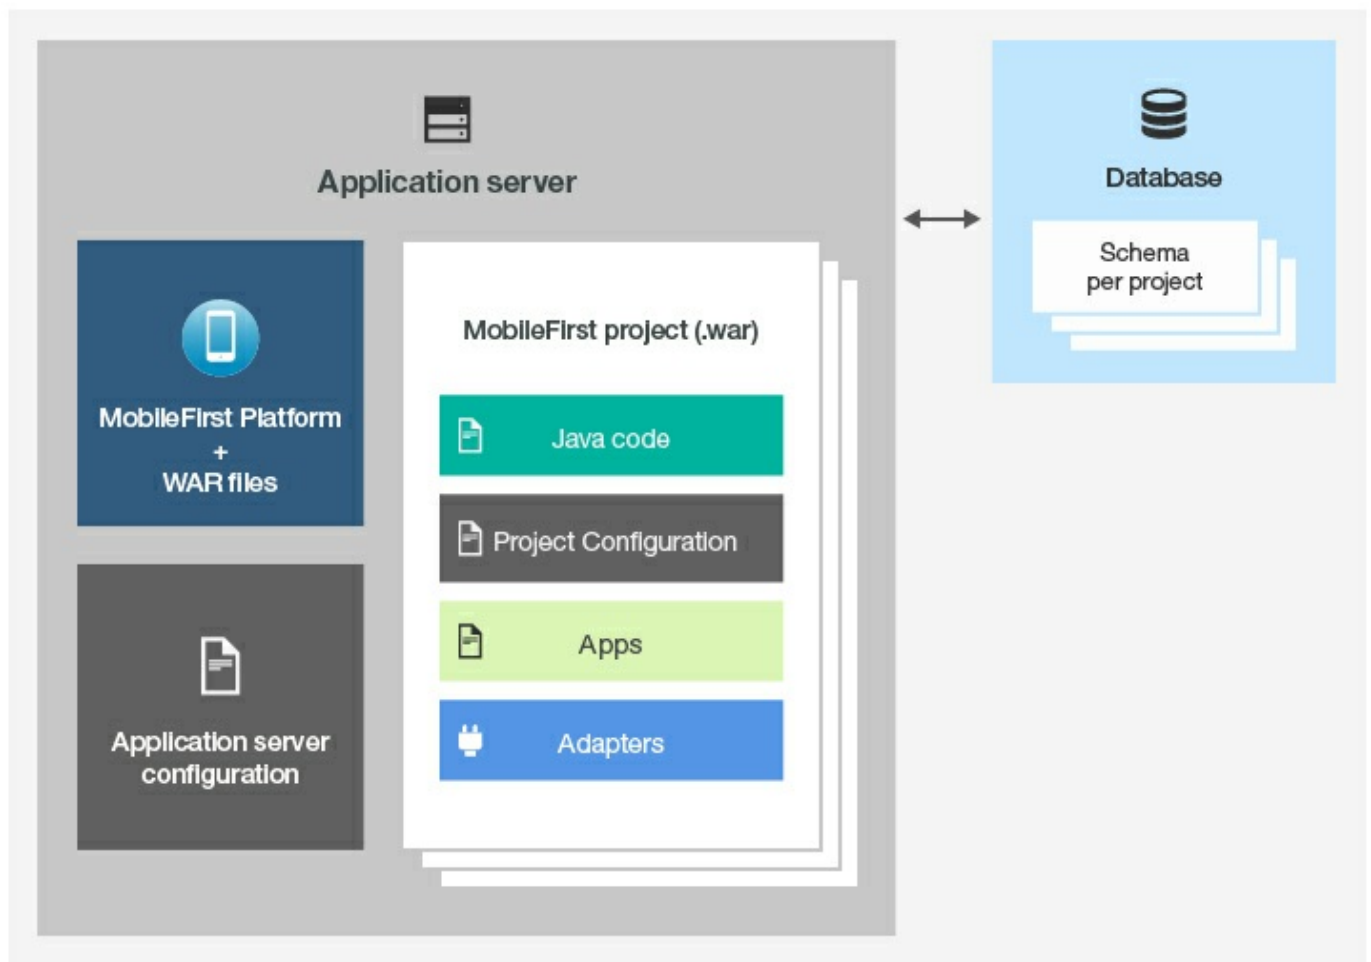 Application server
MobileFirst Platform
+
WAR files
Application server
configuration
MobileFirst project (.war)
Java code
Project Configuration
Apps
Adapters
Database
Schema
per project